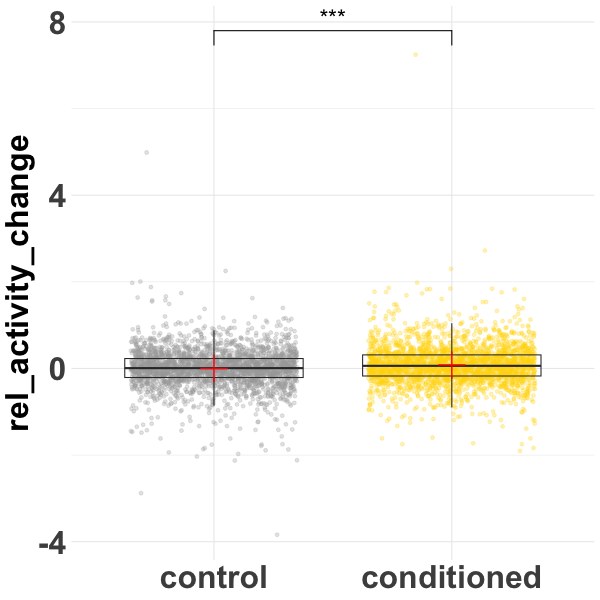 ***
8
4
0
-4
rel_activity_change
control
conditioned